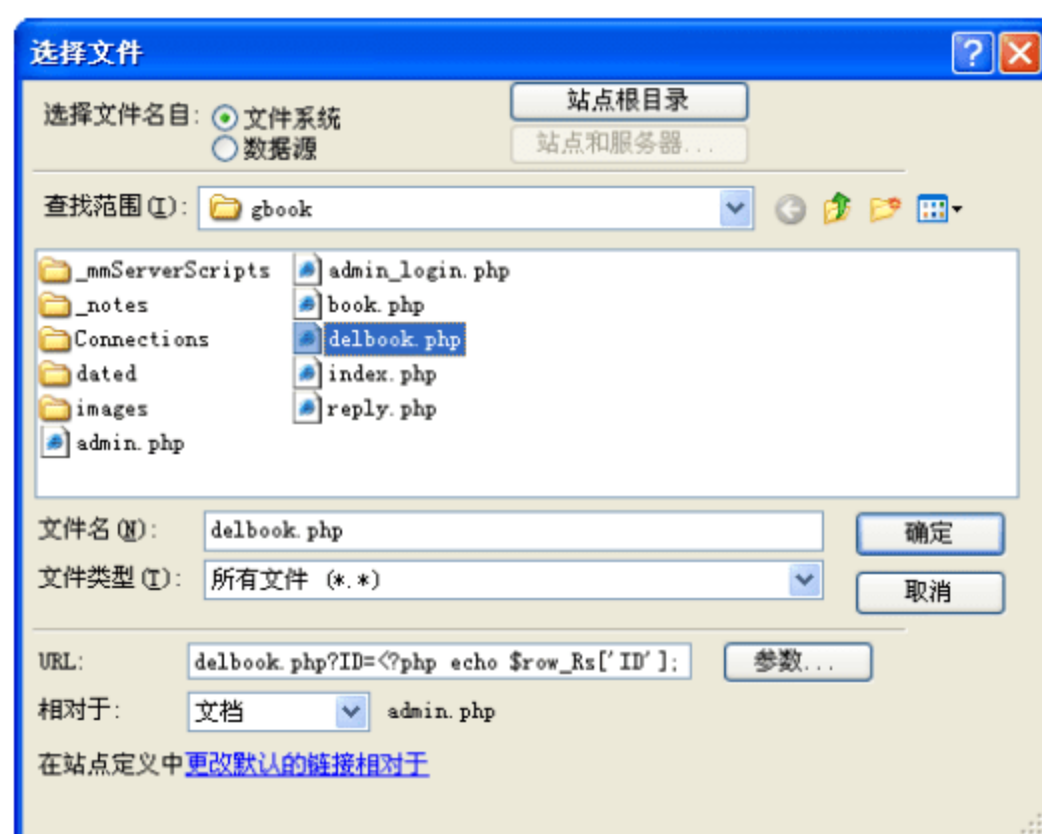 选择文件
选择文件名自: 文件系统 站点根目录
数据源 站点和服务器...
查找范围(I): gbook
_mmServerScripts admin_login.php
_notes book.php
Connections delbook.php
dated index.php
images reply.php
admin.php
文件名(N): delbook.php 确定
文件类型(T): 所有文件 (*.*) 取消
URL: delbook.php?ID=<?php echo $row_Rs['ID']; 参数...
相对于: 文档 admin.php
在站点定义中更改默认的链接相对于